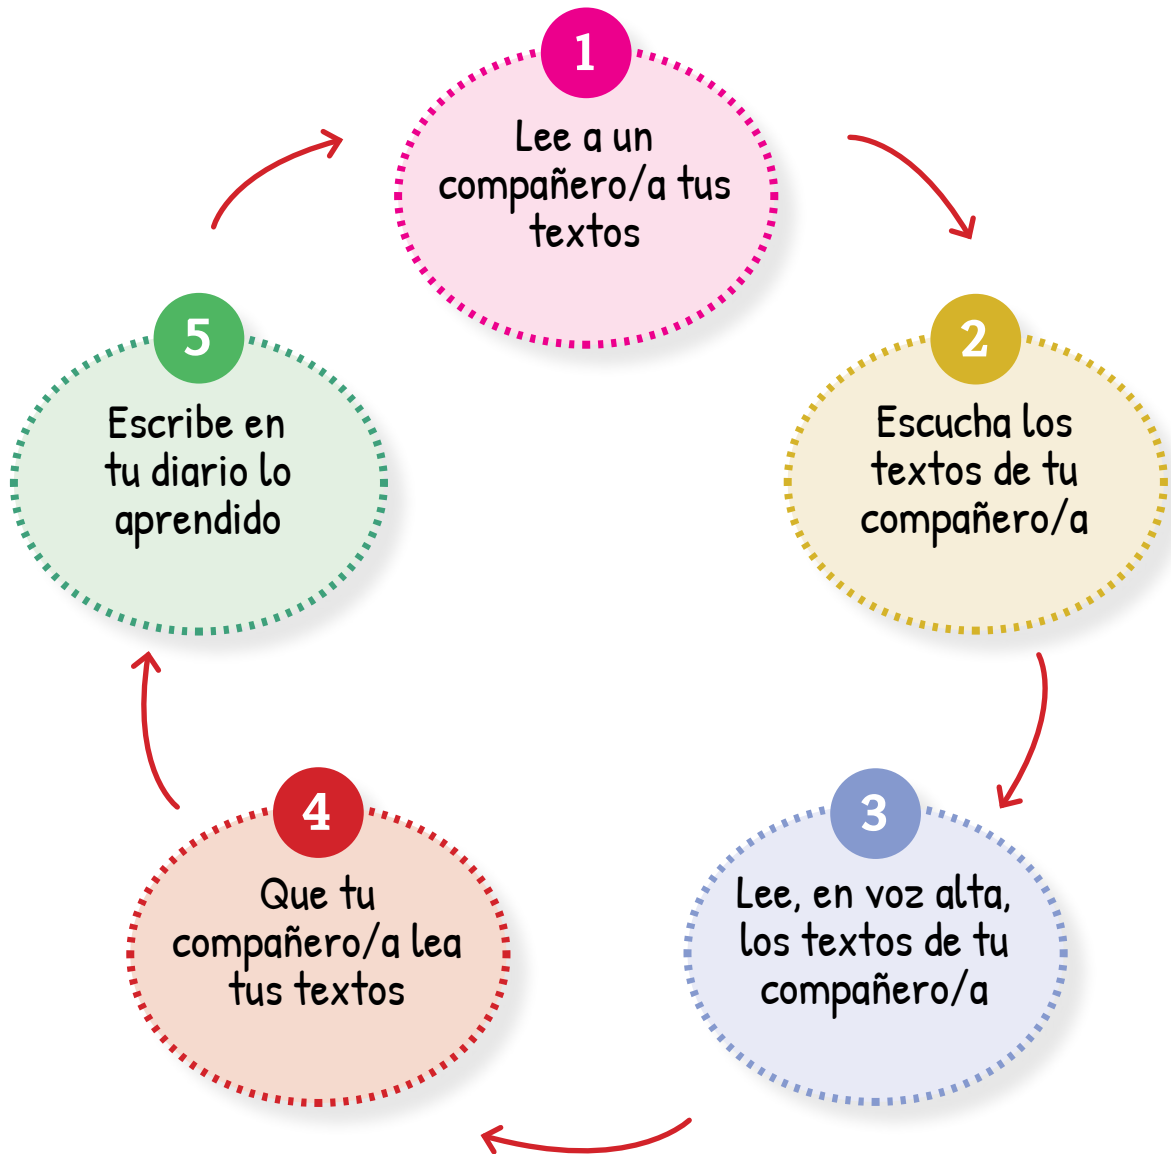 1
Lee a un
compañero/a tus
textos
2
Escucha los
textos de tu
compañero/a
3
Lee, en voz alta,
los textos de tu
compañero/a
4
Que tu
compañero/a lea
tus textos
5
Escribe en
tu diario lo
aprendido